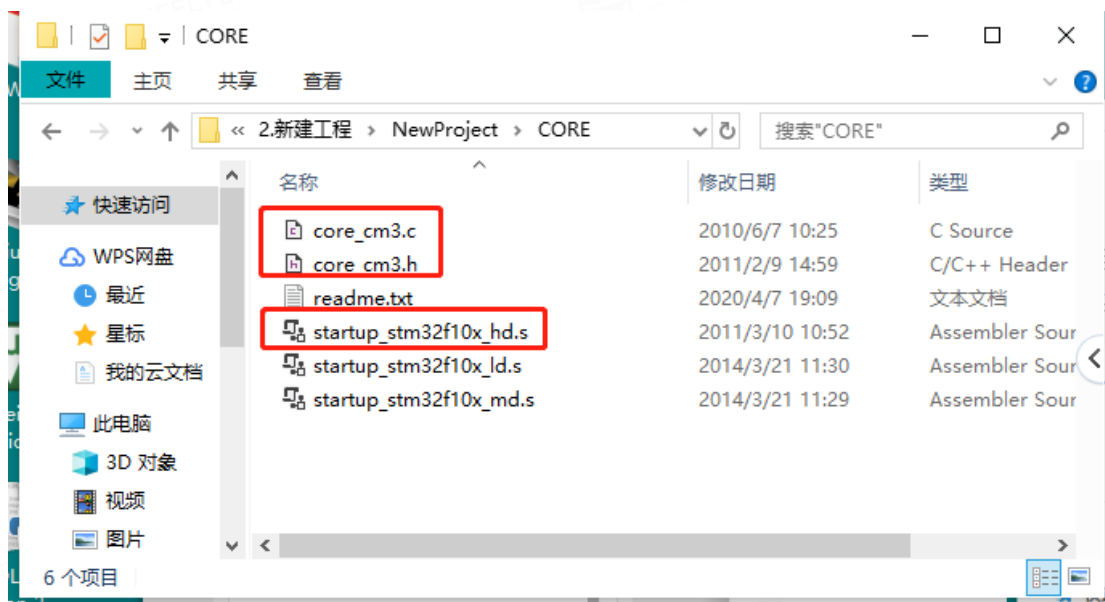 CORE
文件 主页 共享 查看
« 2.新建工程 › NewProject › CORE 搜索"CORE"
名称 修改日期 类型
快速访问
WPS网盘
最近
星标
我的云文档
此电脑
3D 对象
视频
图片
core_cm3.c 2010/6/7 10:25 C Source
core_cm3.h 2011/2/9 14:59 C/C++ Header
readme.txt 2020/4/7 19:09 文本文档
startup_stm32f10x_hd.s 2011/3/10 10:52 Assembler Sour
startup_stm32f10x_ld.s 2014/3/21 11:30 Assembler Sour
startup_stm32f10x_md.s 2014/3/21 11:29 Assembler Sour
6 个项目